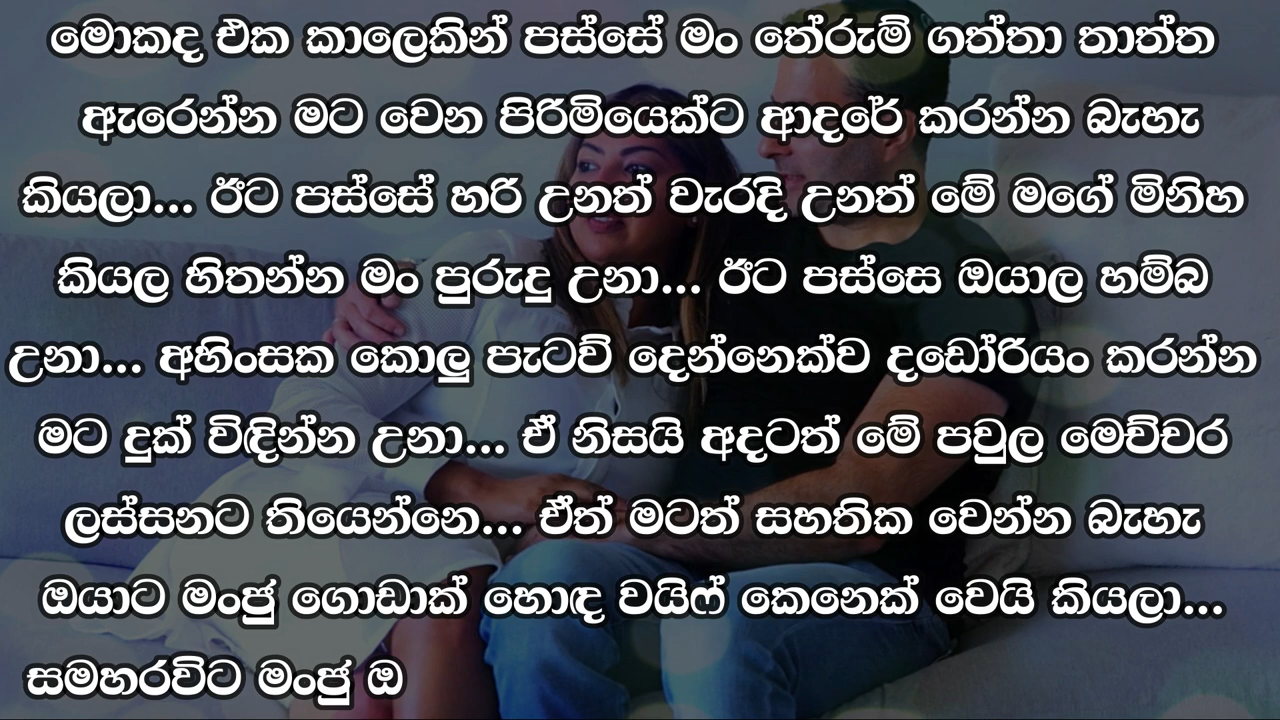 මොකද එක කාලෙකින් පස්සේ මං තේරුම් ගත්තා තාත්ත
ඇරෙන්න මට වෙන පිරිමියෙක්ට ආදරේ කරන්න බැහැ
කියලා... ඊට පස්සේ හරි උනත් වැරදි උනත් මේ මගේ මිනිහ
කියල හිතන්න මං පුරුදු උනා... ඊට පස්සෙ ඔයාල හම්බ
උනා... අහිංසක කොලු පැටව් දෙන්නෙක්ව දඩෝරියං කරන්න
මට දුක් විඳින්න උනා... ඒ නිසයි අදටත් මේ පවුල මෙච්චර
ලස්සනට තියෙන්නෙ... ඒත් මටත් සහතික වෙන්න බැහැ
ඔයාට මංජු ගොඩාක් හොඳ වයිෆ් කෙනෙක් වෙයි කියලා...
සමහරවිට මංජු ඔ